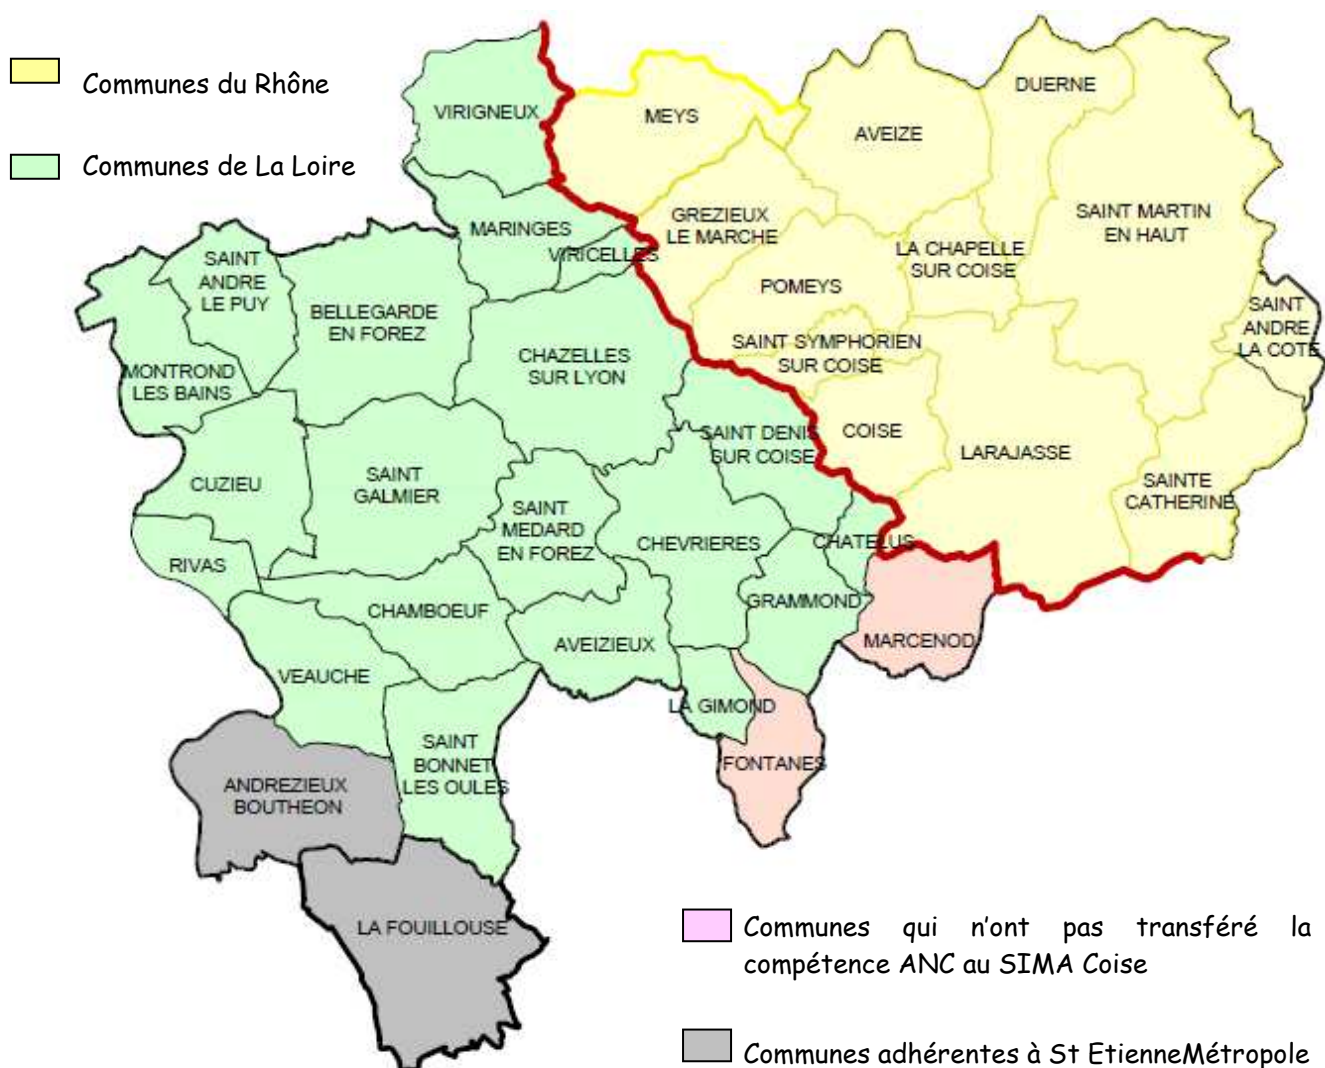 Communes du Rhône
Communes de La Loire
VIRIGNEUX
MEYS
AVEIZE
DUERNE
MARINGES
VIRICELLES
GREZIEUX
LE MARCHE
LA CHAPELLE
SUR COISE
SAINT MARTIN
EN HAUT
SAINT
ANDRE
LE PUY
BELLEGARDE
EN FOREZ
POMEYS
SAINT
ANDRE
LA COTE
MONTROND
LES BAINS
CHAZELLES
SUR LYON
SAINT SYMPHORIEN
SUR COISE
SAINT DENIS
SUR COISE
COISE
LARAJASSE
CUZIEU
SAINT
GALMIER
SAINT
MEDARD
EN FOREZ
SAINTE
CATHERINE
CHEVRIERES
CHATELUS
RIVAS
CHAMBOEUF
GRAMMOND
AVEIZIEUX
MARCENOD
VEAUCHE
LA GIMOND
SAINT
BONNET
LES OULES
FONTANES
ANDREZIEUX
BOUTHEON
LA FOUILLOUSE
Communes qui n'ont pas transféré la
compétence ANC au SIMA Coise
Communes adhérentes à St EtienneMétropole